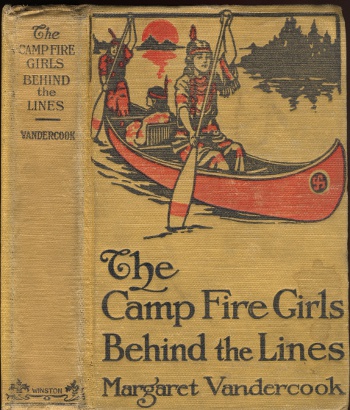 The
CAMP FIRE
GIRLS
BEHIND
the
LINES
VANDERCOOK
WINSTON
The
Camp Fire Girls
Behind the Lines
Margaret Vandercook